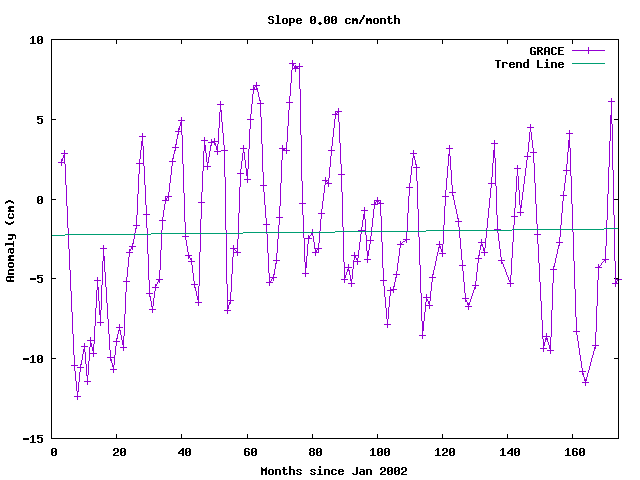 Slope 0.00 cm/month
GRACE
Trend Line
10
5
0
-5
-10
-15
Anomaly (cm)
0 20 40 60 80 100 120 140 160
Months since Jan 2002